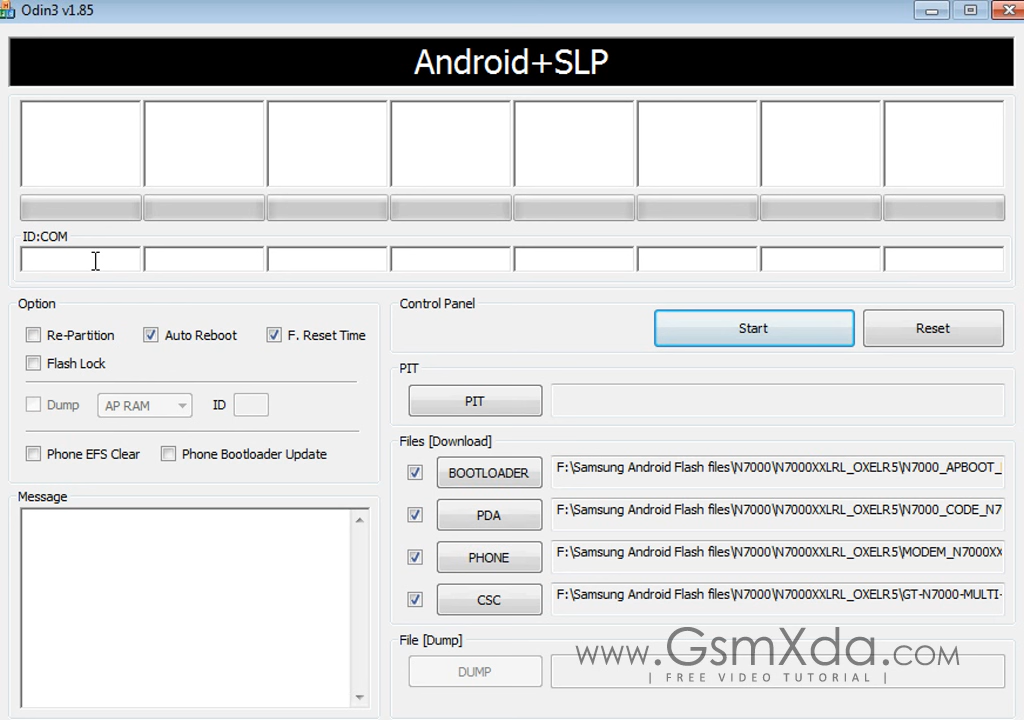 Odin3 v1.85
Android+SLP
ID:COM
Option
Re-Partition
Auto Reboot
F. Reset Time
Flash Lock
Dump
AP RAM
ID
Phone EFS Clear
Phone Bootloader Update
Message
Control Panel
Start
Reset
PIT
PIT
Files [Download]
BOOTLOADER
F:\Samsung Android Flash files\N7000\N7000XXLRL_OXELR5\N7000_APBOOT_
PDA
F:\Samsung Android Flash files\N7000\N7000XXLRL_OXELR5\N7000_CODE_N7
PHONE
F:\Samsung Android Flash files\N7000\N7000XXLRL_OXELR5\MODEM_N7000XX
CSC
F:\Samsung Android Flash files\N7000\N7000XXLRL_OXELR5\GT-N7000-MULTI-
File [Dump]
DUMP
www.GsmXda.com
| FREE VIDEO TUTORIAL |